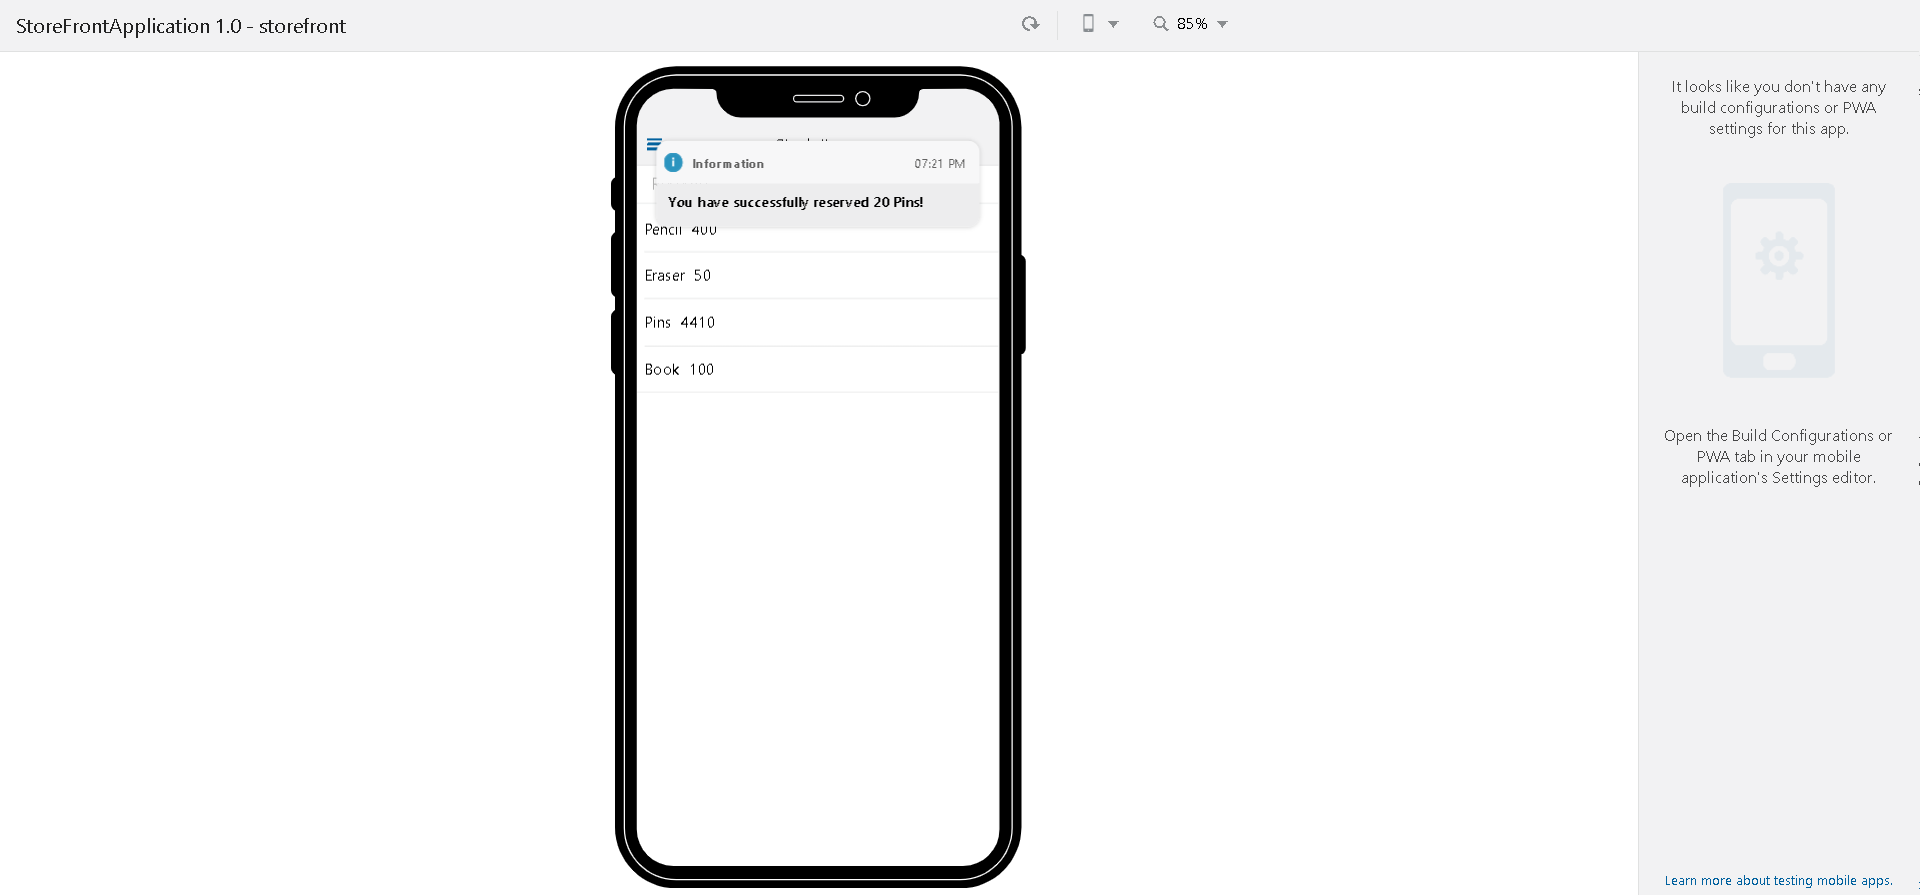 StoreFrontApplication 1.0 - storefront
85%
Information 07:21 PM
You have successfully reserved 20 Pins!
Pencil 400
Eraser 50
Pins 4410
Book 100
It looks like you don't have any
build configurations or PWA
settings for this app.
Open the Build Configurations or
PWA tab in your mobile
application's Settings editor.
Learn more about testing mobile apps.